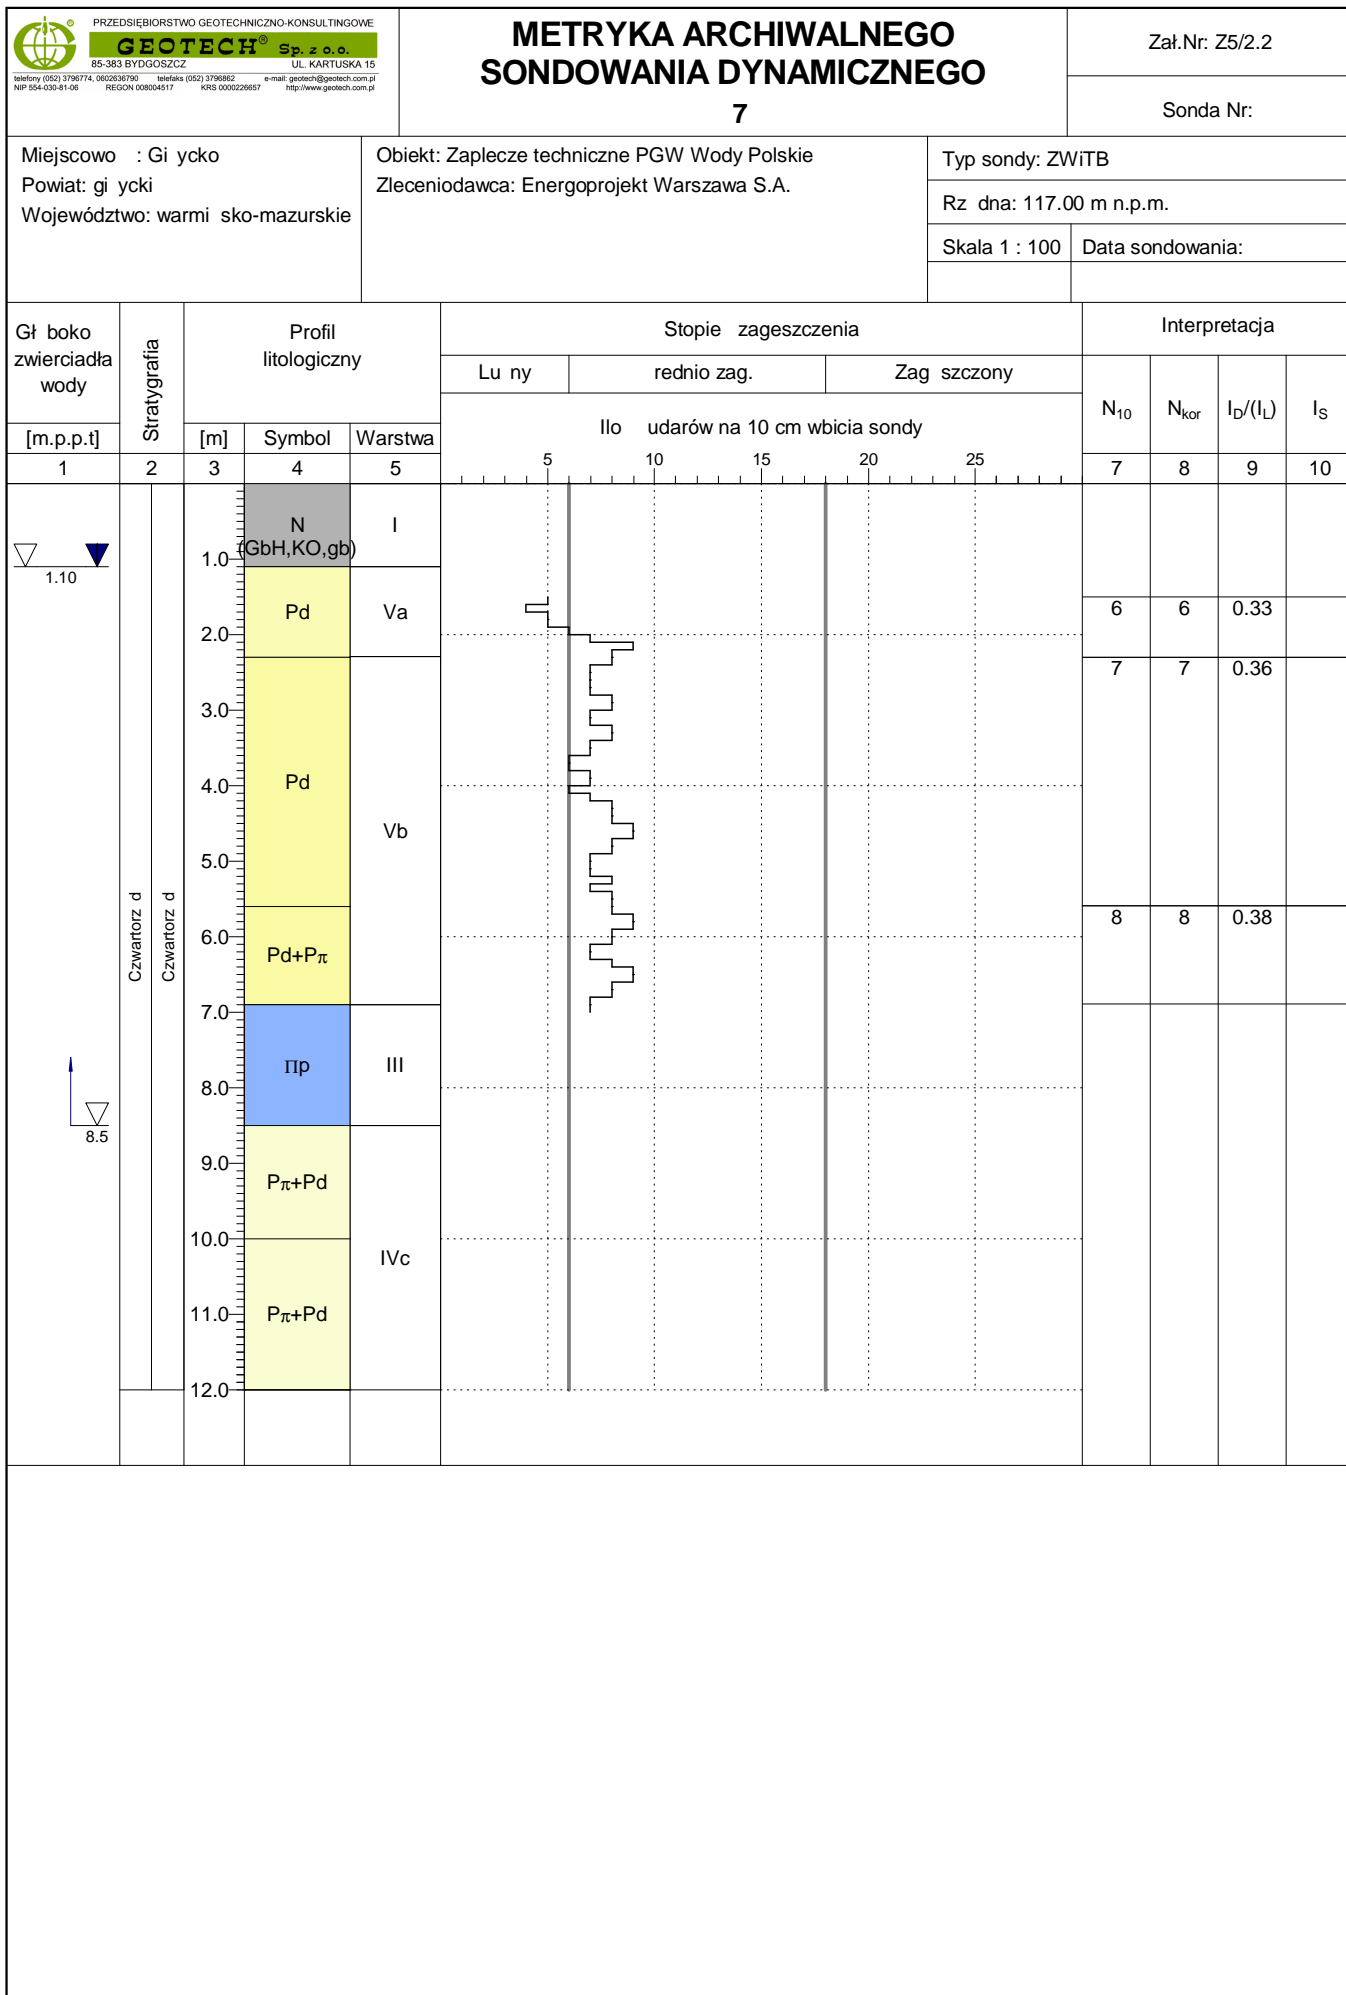 PRZEDSIĘBIORSTWO GEOTECHNICZNO-KONSULTINGOWE
GEOTECH® Sp. z o.o.
85-383 BYDGOSZCZ UL. KARTUSKA 15
telefony (052) 3796774, 0602636790 telefaks (052) 3796862 e-mail: geotech@geotech.com.pl
NIP 554-030-81-06 REGON 008004517 KRS 0000226657 http://www.geotech.com.pl
METRYKA ARCHIWALNEGO
SONDOWANIA DYNAMICZNEGO
7
Zał.Nr: Z5/2.2
Sonda Nr:
Miejscowo : Gi ycko
Powiat: gi ycki
Województwo: warmi sko-mazurskie
Obiekt: Zaplecze techniczne PGW Wody Polskie
Zleceniodawca: Energoprojekt Warszawa S.A.
Typ sondy: ZWiTB
Rz dna: 117.00 m n.p.m.
Skala 1 : 100 Data sondowania:
Gł boko
zwierciadła
wody
[m.p.p.t]
Stratygrafia
Profil
litologiczny
[m] Symbol Warstwa
Stopie zageszczenia
Lu ny rednio zag. Zag szczony
Ilo udarów na 10 cm wbicia sondy
5 10 15 20 25
Interpretacja
N10 Nkor ID/(IL) IS
1 2 3 4 5 7 8 9 10
N I
(GbH,KO,gb)
1.0
1.10
Pd Va
6 6 0.33
2.0
7 7 0.36
3.0
Pd
4.0
Vb
5.0
Czwartorz d
Czwartorz d
8 8 0.38
6.0
Pd+Pπ
7.0
Πp III
8.0
8.5
9.0
Pπ+Pd
10.0
IVc
11.0
Pπ+Pd
12.0